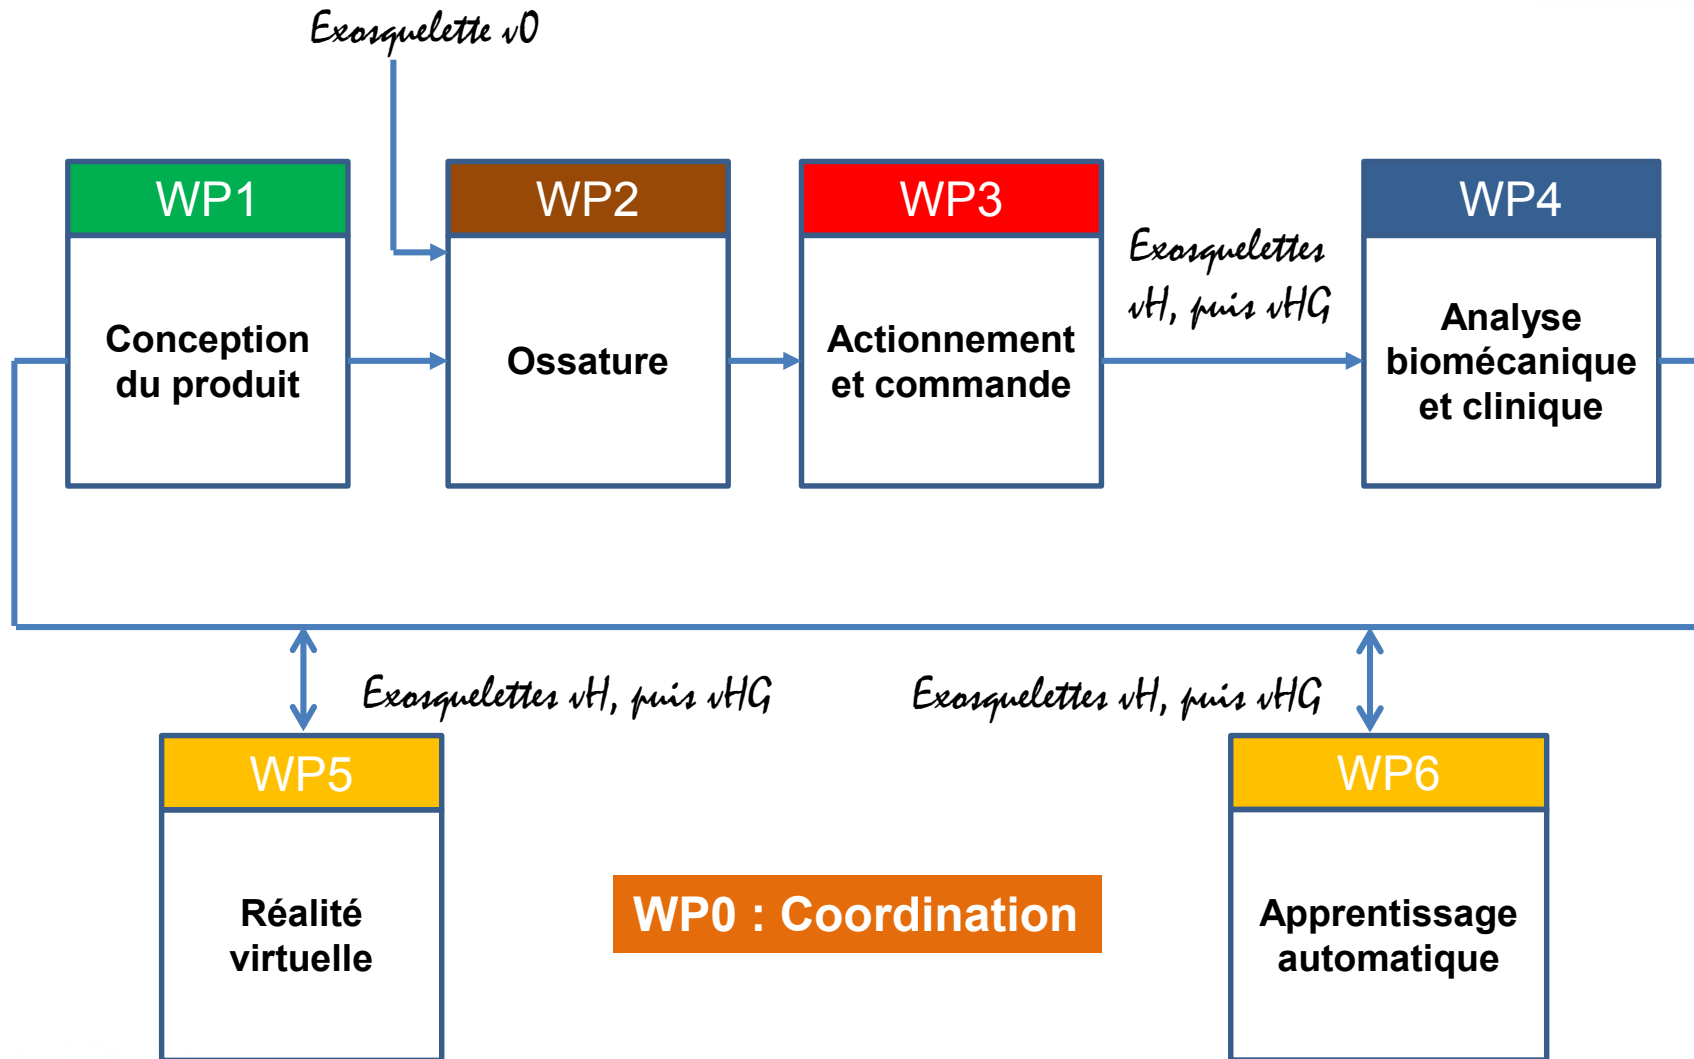 Exosquelette v0
WP1
WP2
WP3
WP4
Conception
du produit
Ossature
Actionnement
et commande
Exosquelettes
vH, puis vHG
Analyse
biomécanique
et clinique
Exosquelettes vH, puis vHG
Exosquelettes vH, puis vHG
WP5
WP6
Réalité
virtuelle
WP0 : Coordination
Apprentissage
automatique